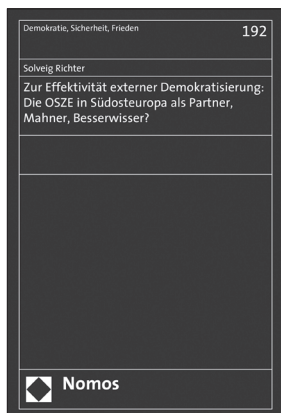 Demokratie, Sicherheit, Frieden 192
Solveig Richter
Zur Effektivität externer Demokratisierung:
Die OSZE in Südosteuropa als Partner,
Mahner, Besserwisser?
Nomos